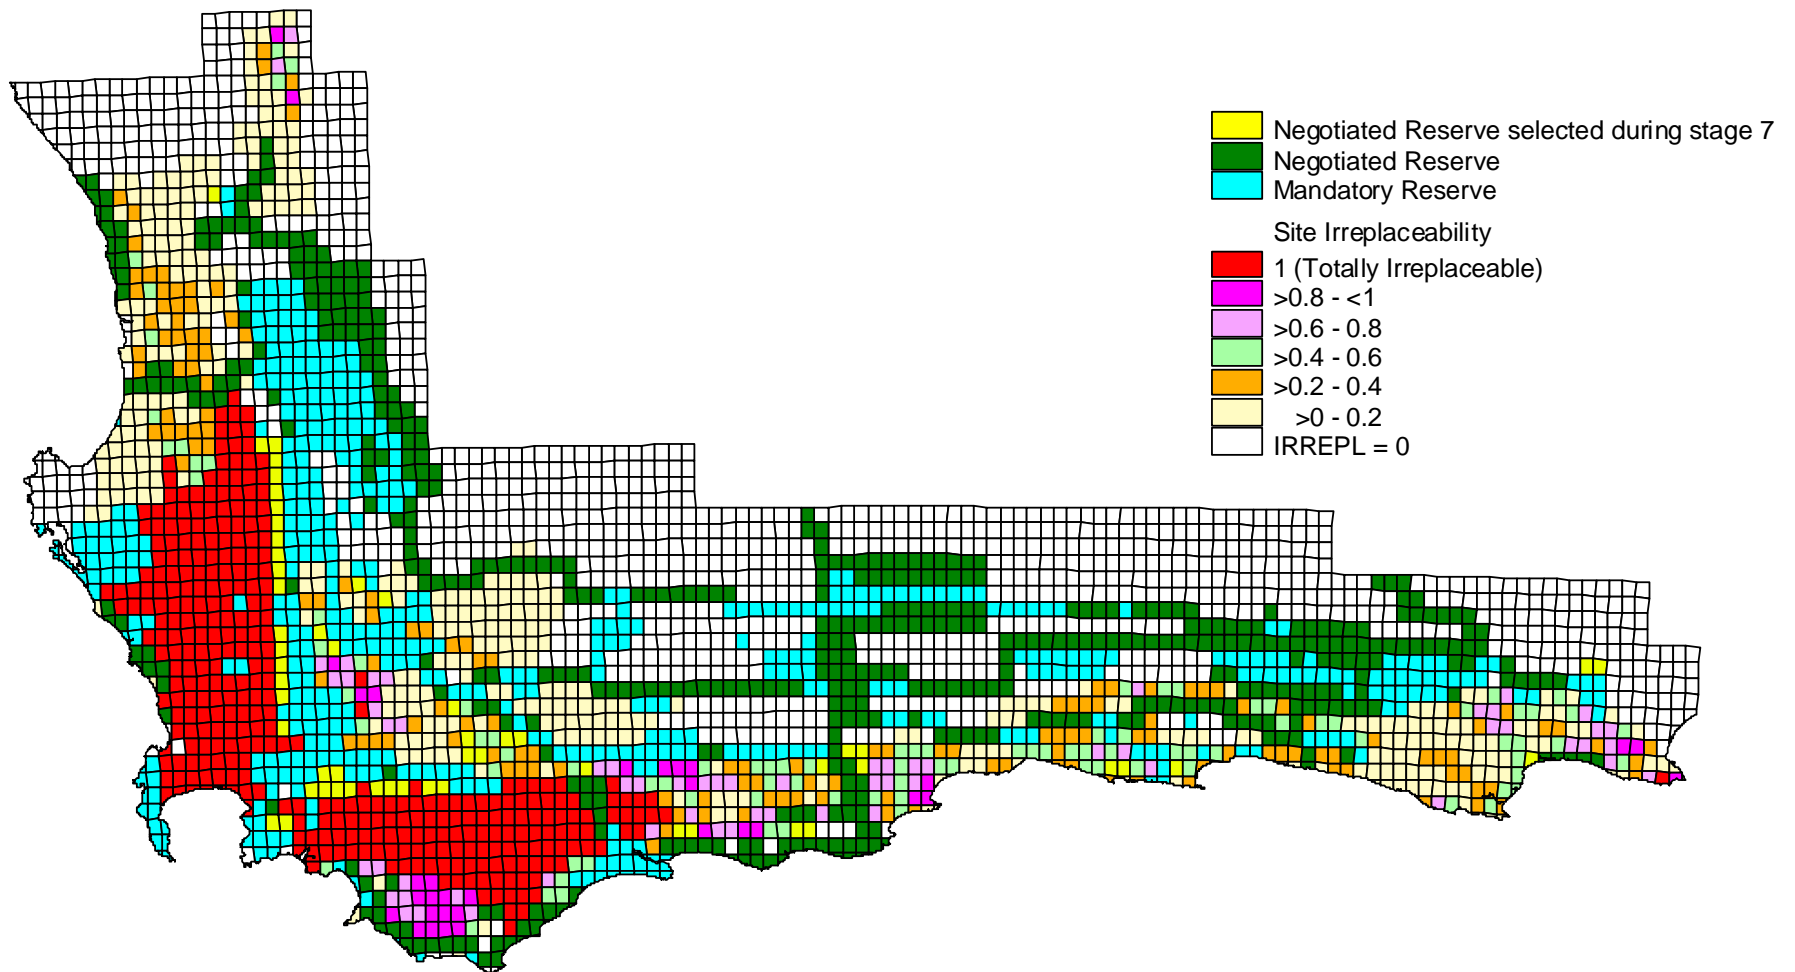 Negotiated Reserve selected during stage 7
Negotiated Reserve
Mandatory Reserve
Site Irreplaceability
1 (Totally Irreplaceable)
>0.8 - <1
>0.6 - 0.8
>0.4 - 0.6
>0.2 - 0.4
>0 - 0.2
IRREPL = 0